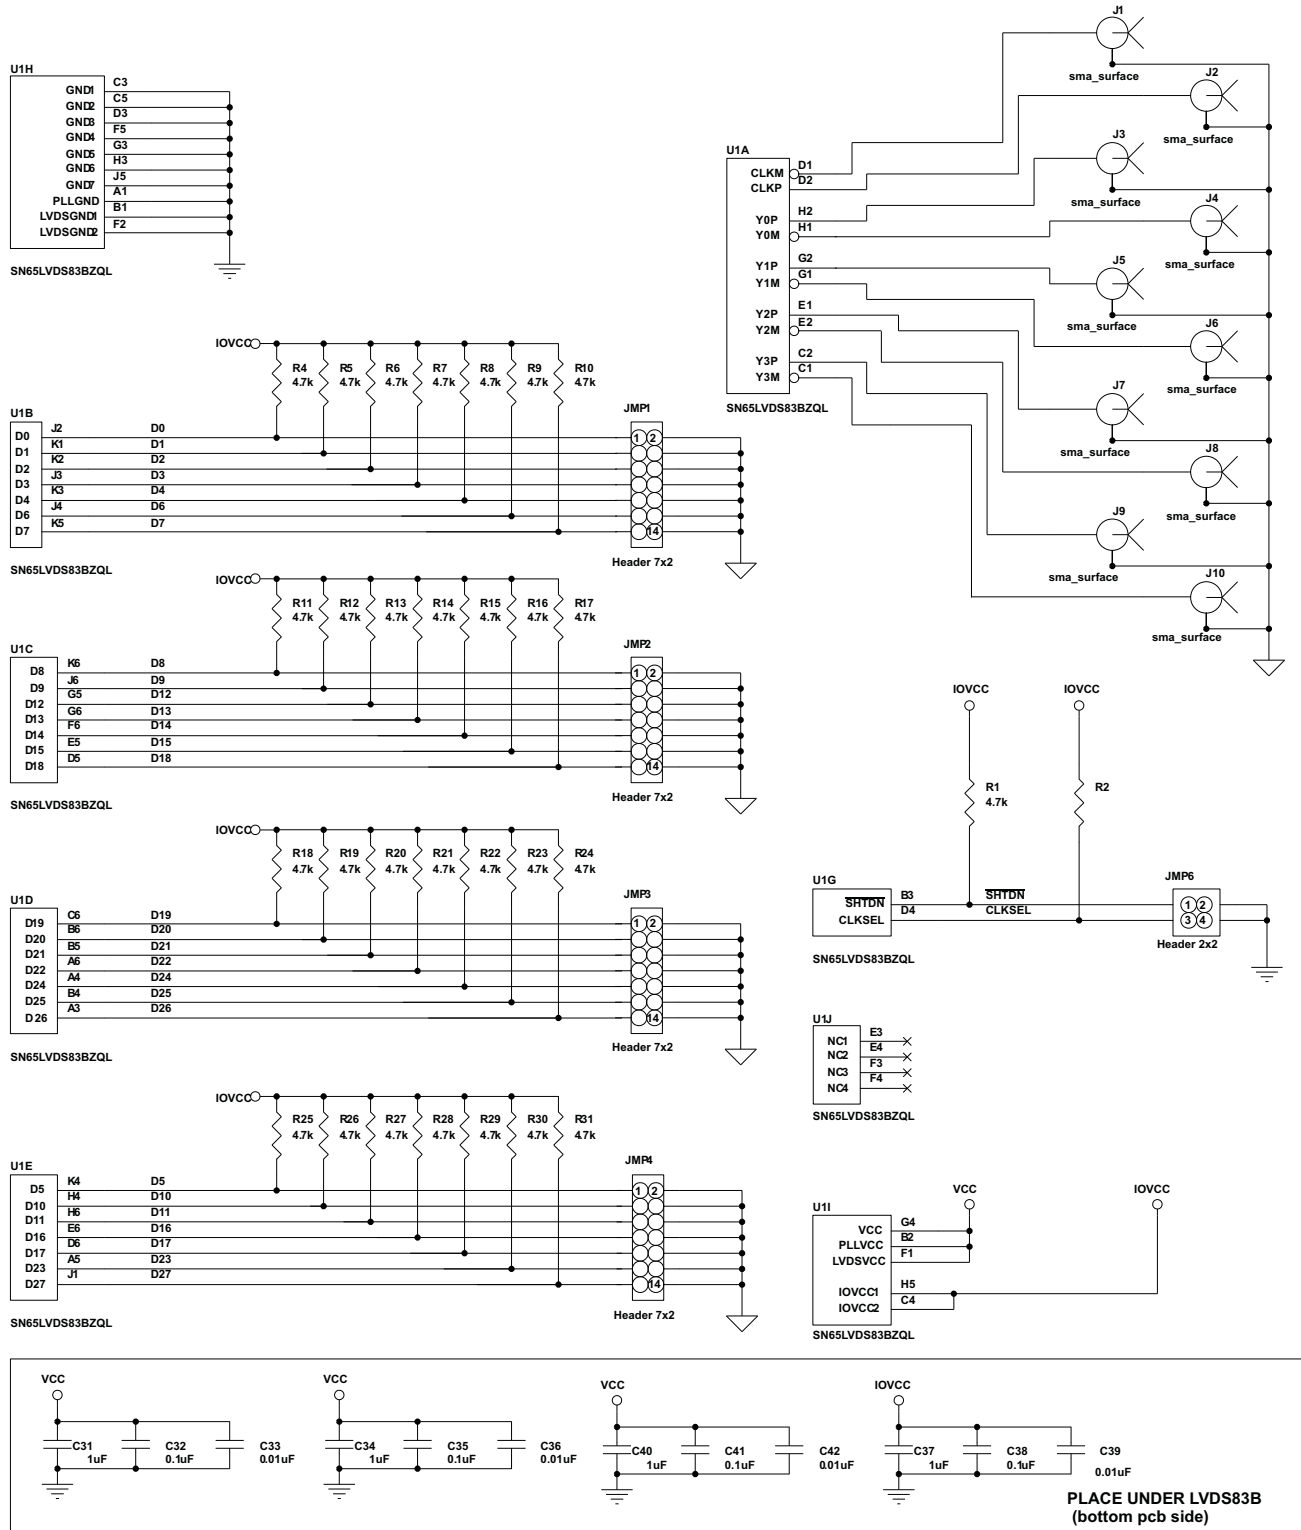 U1H
GND1 C3
GND2 C5
GND3 D3
GND4 F5
GND5 G3
GND6 H3
GND7 J5
PLLGND A1
LVDSGND1 B1
LVDSGND2 F2
SN65LVDS83BZQL
U1A
CLKM D1
CLKP D2
Y0P H2
Y0M H1
Y1P G2
Y1M G1
Y2P E1
Y2M E2
Y3P C2
Y3M C1
SN65LVDS83BZQL
J1
sma_surface
J2
sma_surface
J3
sma_surface
J4
sma_surface
J5
sma_surface
J6
sma_surface
J7
sma_surface
J8
sma_surface
J9
sma_surface
J10
sma_surface
IOVCC
R4 R5 R6 R7 R8 R9 R10
4.7k 4.7k 4.7k 4.7k 4.7k 4.7k 4.7k
U1B
D0 J2 D0
D1 K1 D1
D2 K2 D2
D3 J3 D3
D4 K3 D4
D6 J4 D6
D7 K5 D7
SN65LVDS83BZQL
JMP1
1 2
14
Header 7x2
IOVCC
R11 R12 R13 R14 R15 R16 R17
4.7k 4.7k 4.7k 4.7k 4.7k 4.7k 4.7k
U1C
D8 K6 D8
D9 J6 D9
D12 G5 D12
D13 G6 D13
D14 F6 D14
D15 E5 D15
D18 D5 D18
SN65LVDS83BZQL
JMP2
1 2
14
Header 7x2
IOVCC
R18 R19 R20 R21 R22 R23 R24
4.7k 4.7k 4.7k 4.7k 4.7k 4.7k 4.7k
U1D
D19 C6 D19
D20 B6 D20
D21 B5 D21
D22 A6 D22
D24 A4 D24
D25 B4 D25
D26 A3 D26
SN65LVDS83BZQL
JMP3
1 2
14
Header 7x2
IOVCC
R25 R26 R27 R28 R29 R30 R31
4.7k 4.7k 4.7k 4.7k 4.7k 4.7k 4.7k
U1E
D5 K4 D5
D10 H4 D10
D11 H6 D11
D16 E6 D16
D17 D6 D17
D23 A5 D23
D27 J1 D27
SN65LVDS83BZQL
JMP4
1 2
14
Header 7x2
IOVCC IOVCC
R1 R2
4.7k
U1G
SHTDN B3 SHTDN
CLKSEL D4 CLKSEL
SN65LVDS83BZQL
JMP6
1 2
3 4
Header 2x2
U1J
NC1 E3
NC2 E4
NC3 F3
NC4 F4
SN65LVDS83BZQL
VCC IOVCC
U1I
VCC G4
PLLVCC B2
LVDSVCC F1
IOVCC1 H5
IOVCC2 C4
SN65LVDS83BZQL
VCC
C31 C32 C33
1uF 0.1uF 0.01uF
VCC
C34 C35 C36
1uF 0.1uF 0.01uF
VCC
C40 C41 C42
1uF 0.1uF 0.01uF
IOVCC
C37 C38 C39
1uF 0.1uF 0.01uF
PLACE UNDER LVDS83B
(bottom pcb side)